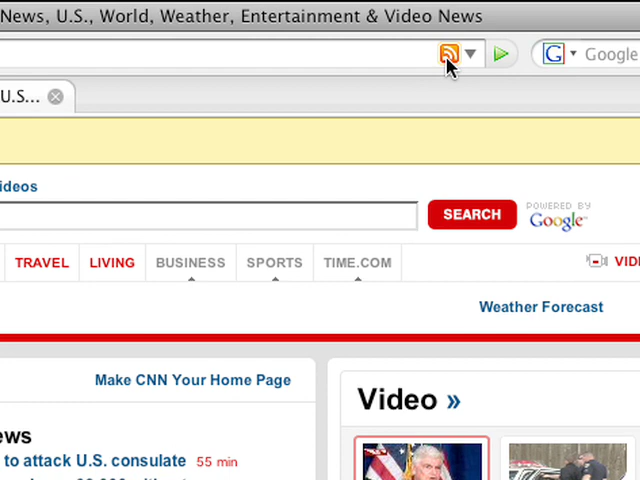 News, U.S., World, Weather, Entertainment & Video News
G Google
U.S...
ideos
SEARCH
POWERED BY
Google
TRAVEL LIVING BUSINESS SPORTS TIME.COM VID
Weather Forecast
Make CNN Your Home Page
Video »
ews
to attack U.S. consulate 55 min